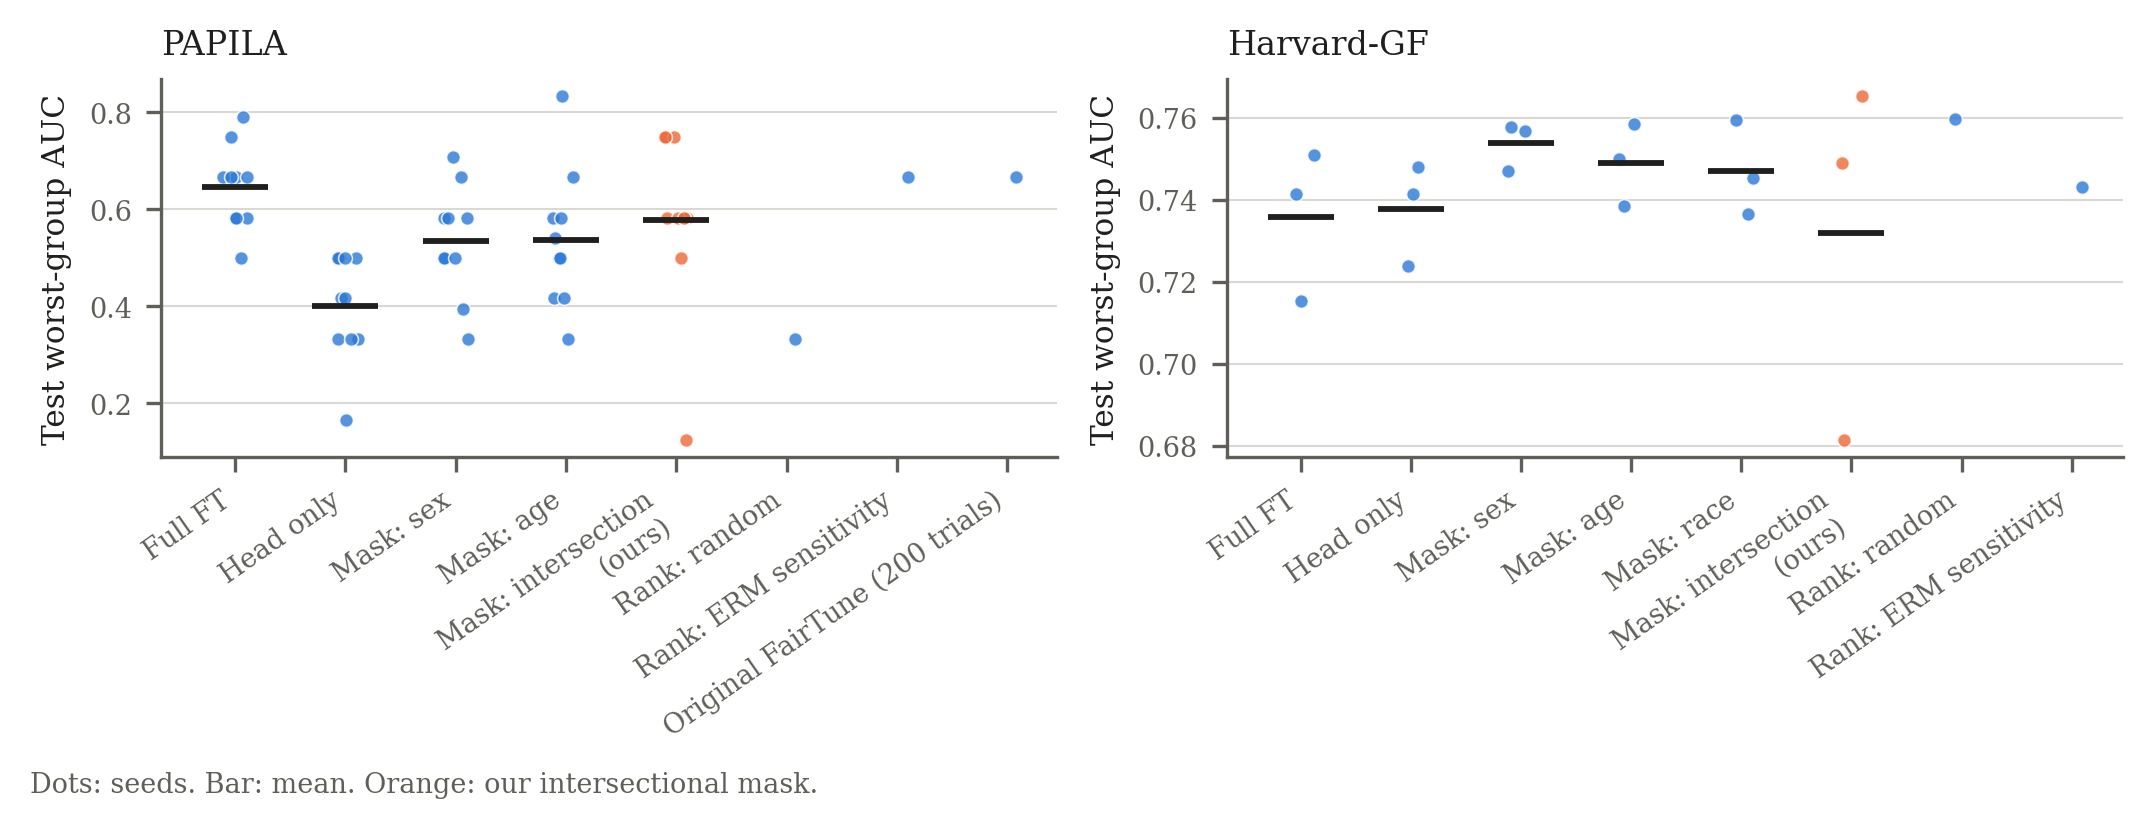 PAPILA
Test worst-group AUC
0.8
0.6
0.4
0.2
Full FT
Head only
Mask: sex
Mask: age
Mask: intersection
(ours)
Rank: random
Rank: ERM sensitivity
Original FairTune (200 trials)
Harvard-GF
Test worst-group AUC
0.76
0.74
0.72
0.70
0.68
Full FT
Head only
Mask: sex
Mask: age
Mask: race
Mask: intersection
(ours)
Rank: random
Rank: ERM sensitivity
Dots: seeds. Bar: mean. Orange: our intersectional mask.